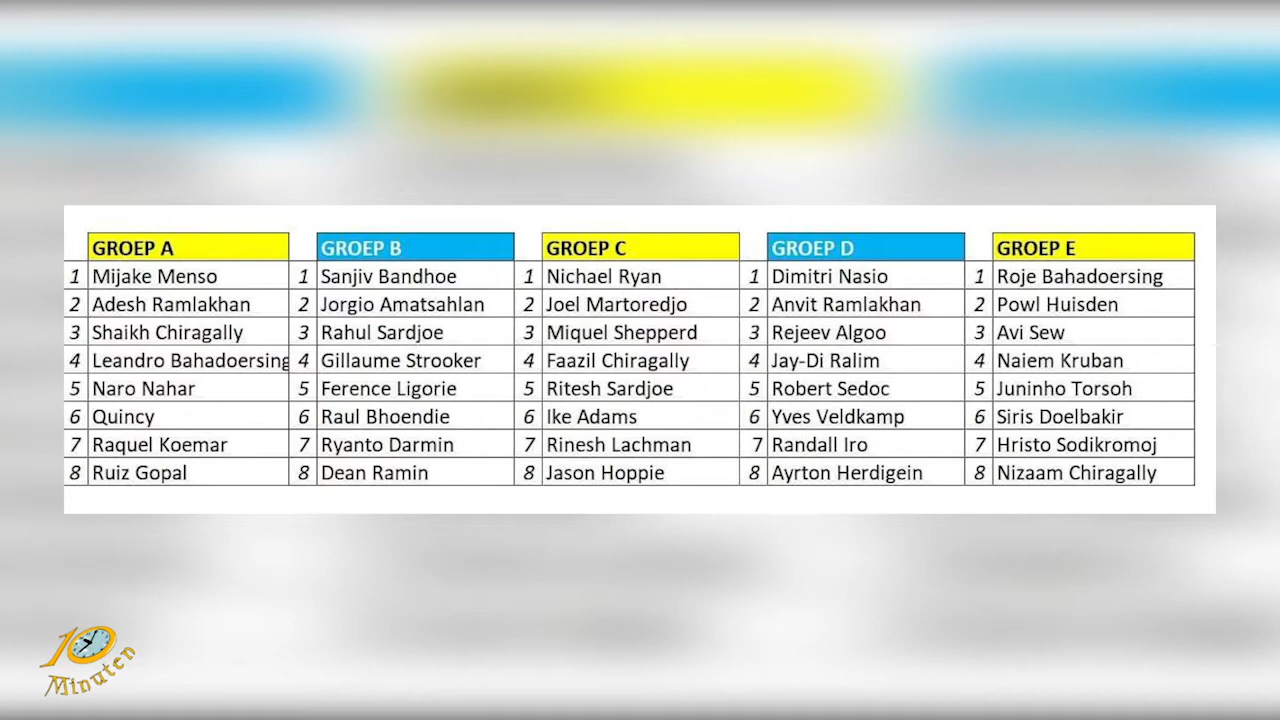 GROEP A GROEP B GROEP C GROEP D GROEP E
1 Mijake Menso 1 Sanjiv Bandhoe 1 Nichael Ryan 1 Dimitri Nasio 1 Roje Bahadoersing
2 Adesh Ramlakhan 2 Jorgio Amatsahlan 2 Joel Martoredjo 2 Anvit Ramlakhan 2 Powl Huisden
3 Shaikh Chiragally 3 Rahul Sardjoe 3 Miquel Shepperd 3 Rejeev Algoo 3 Avi Sew
4 Leandro Bahadoersing 4 Gillaume Strooker 4 Faazil Chiragally 4 Jay-Di Ralim 4 Naiem Kruban
5 Naro Nahar 5 Ference Ligorie 5 Ritesh Sardjoe 5 Robert Sedoc 5 Juninho Torsoh
6 Quincy 6 Raul Bhoendie 6 Ike Adams 6 Yves Veldkamp 6 Siris Doelbakir
7 Raquel Koemar 7 Ryanto Darmin 7 Rinesh Lachman 7 Randall Iro 7 Hristo Sodikromoj
8 Ruiz Gopal 8 Dean Ramin 8 Jason Hoppie 8 Ayrton Herdigein 8 Nizaam Chiragally
10
Minuten